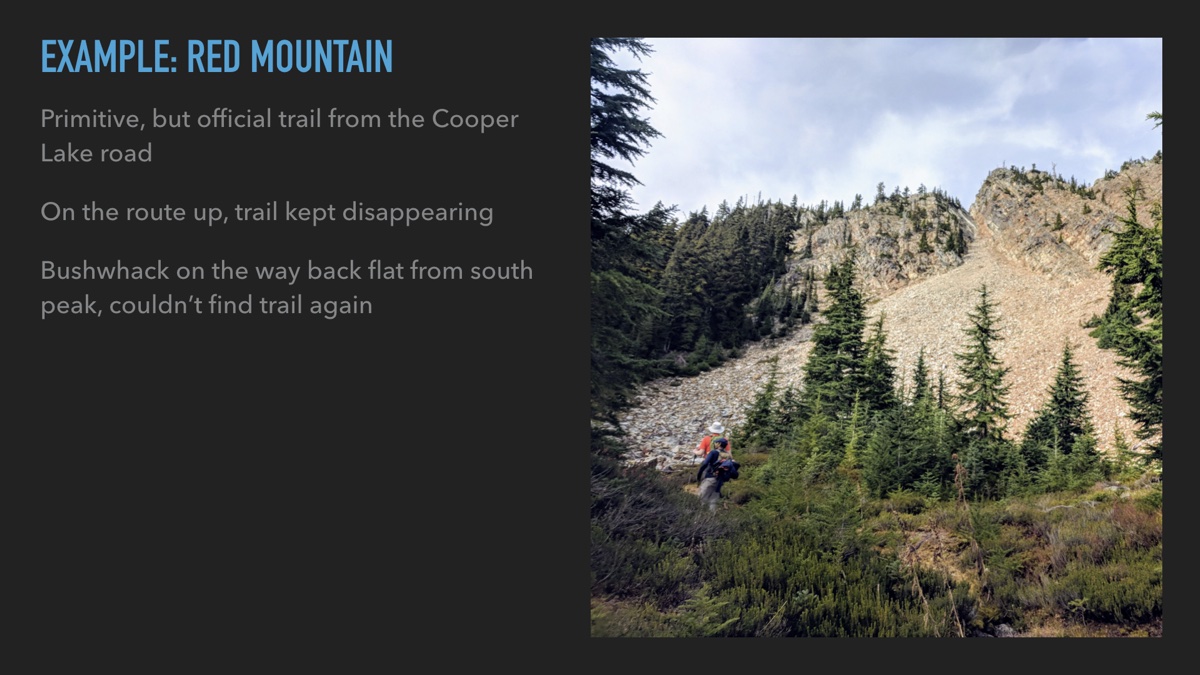 EXAMPLE: RED MOUNTAIN
Primitive, but official trail from the Cooper
Lake road
On the route up, trail kept disappearing
Bushwhack on the way back flat from south
peak, couldn’t find trail again